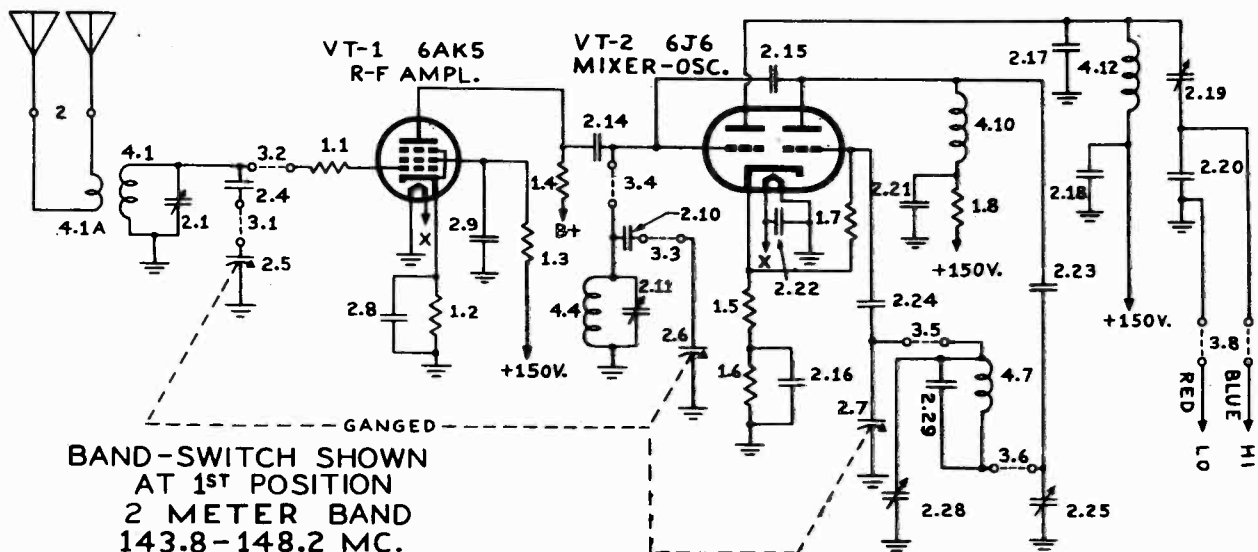 VT-1 6AK5
R-F AMPL.
VT-2 6J6
MIXER-OSC.
2.15
2.17
4.12
2.19
2
4.1
3.2
1.1
2.14
4.10
4.1A
2.1
2.4
3.1
2.5
X
2.9
1.4
B+
3.4
2.10
3.3
1.7
X
2.22
2.21
1.8
+150V.
2.18
2.20
2.8
1.2
1.3
+150V.
4.4
2.11
2.6
1.5
1.6
2.16
2.24
2.7
3.5
2.29
4.7
3.6
2.23
2.28
2.25
+150V.
3.8
RED
BLUE
LO
HI
GANGED
BAND-SWITCH SHOWN
AT 1ST POSITION
2 METER BAND
143.8-148.2 MC.